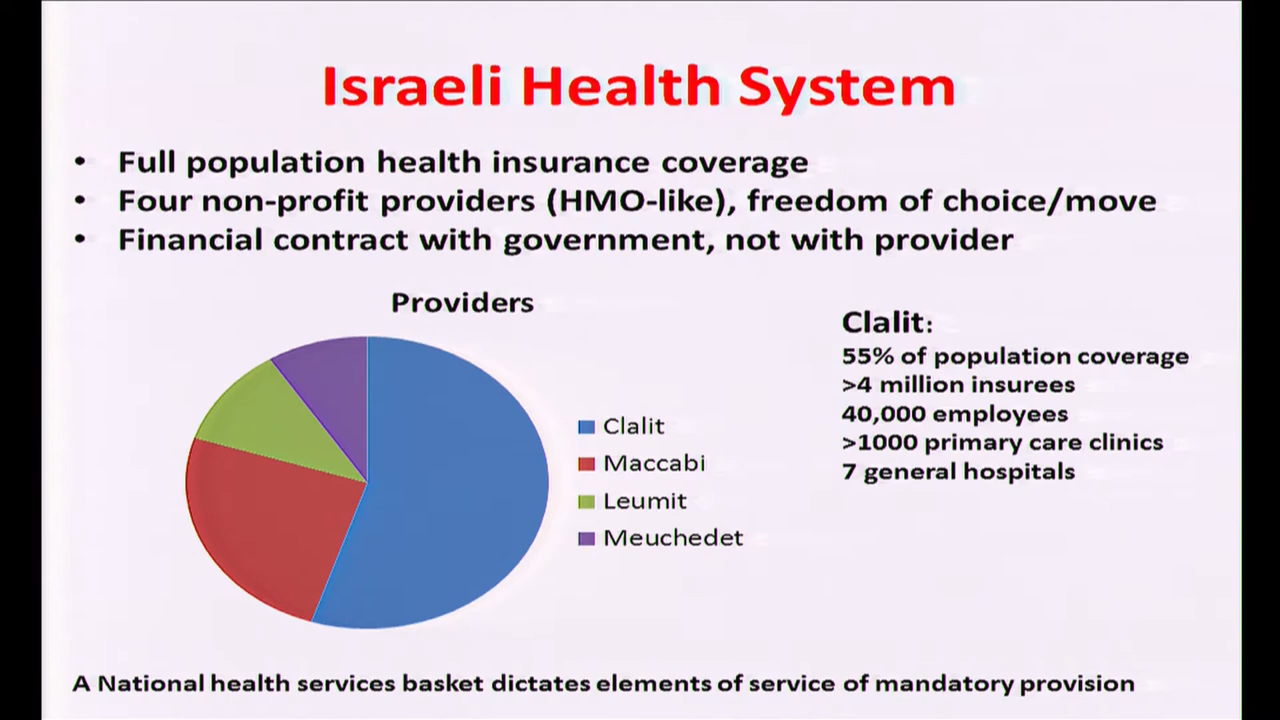 Israeli Health System
• Full population health insurance coverage
• Four non-profit providers (HMO-like), freedom of choice/move
• Financial contract with government, not with provider
Providers
Clalit
Maccabi
Leumit
Meuchedet
Clalit:
55% of population coverage
>4 million insurees
40,000 employees
>1000 primary care clinics
7 general hospitals
A National health services basket dictates elements of service of mandatory provision